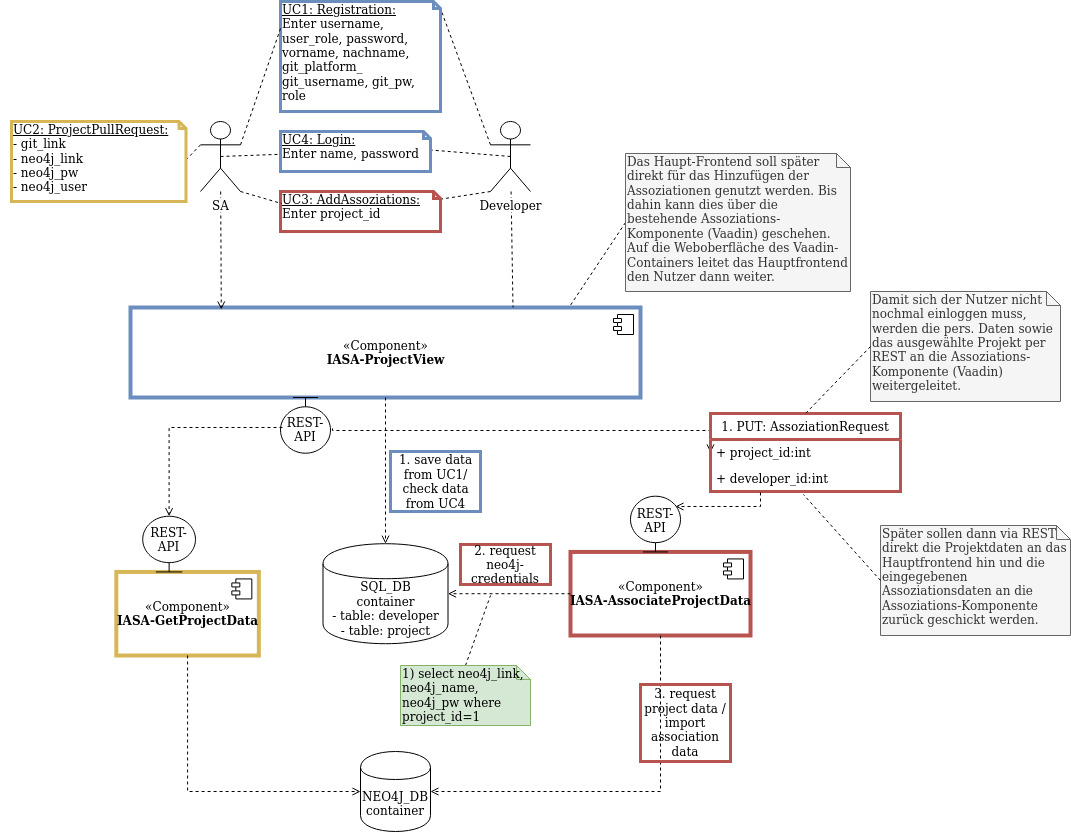 UC1: Registration:
Enter username,
user_role, password,
vorname, nachname,
git_platform_
git_username, git_pw,
role
UC2: ProjectPullRequest:
- git_link
- neo4j_link
- neo4j_pw
- neo4j_user
UC4: Login:
Enter name, password
UC3: AddAssoziations:
Enter project_id
SA
Developer
Das Haupt-Frontend soll später
direkt für das Hinzufügen der
Assoziationen genutzt werden. Bis
dahin kann dies über die
bestehende Assoziations-
Komponente (Vaadin) geschehen.
Auf die Weboberfläche des Vaadin-
Containers leitet das Hauptfrontend
den Nutzer dann weiter.
Damit sich der Nutzer nicht
nochmal einloggen muss,
werden die pers. Daten sowie
das ausgewählte Projekt per
REST an die Assoziations-
Komponente (Vaadin)
weitergeleitet.
«Component»
IASA-ProjectView
REST-
API
1. PUT: AssoziationRequest
+ project_id:int
+ developer_id:int
1. save data
from UC1/
check data
from UC4
REST-
API
REST-
API
Später sollen dann via REST
direkt die Projektdaten an das
Hauptfrontend hin und die
eingegebenen
Assoziationsdaten an die
Assoziations-Komponente
zurück geschickt werden.
2. request
neo4j-
credentials
«Component»
IASA-GetProjectData
SQL_DB
container
- table: developer
- table: project
«Component»
IASA-AssociateProjectData
1) select neo4j_link,
neo4j_name,
neo4j_pw where
project_id=1
3. request
project data /
import
association
data
NEO4J_DB
container